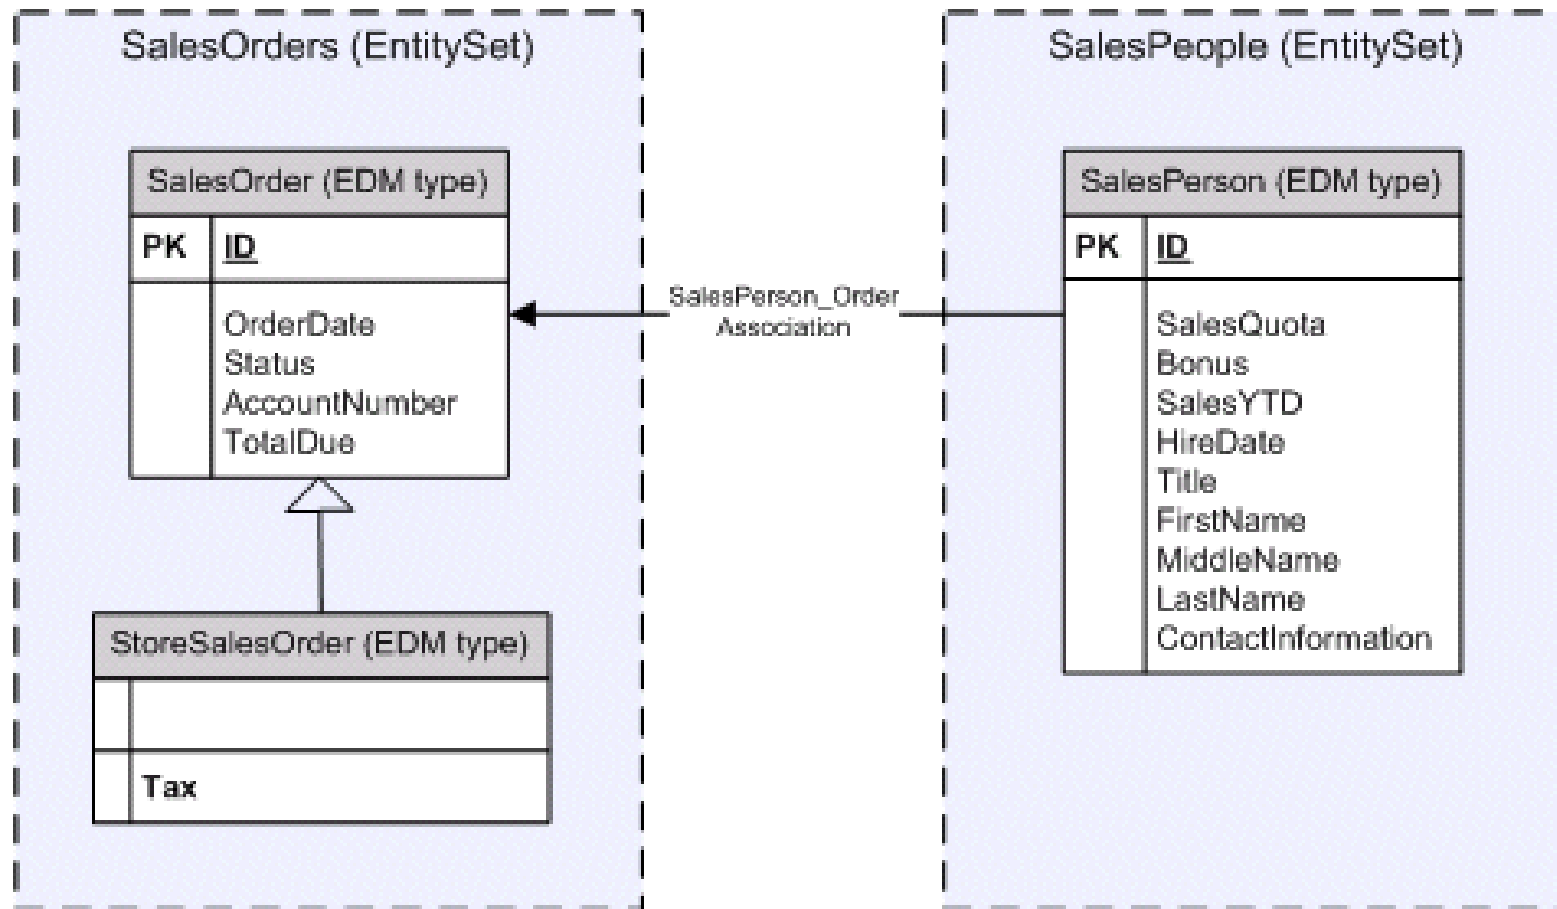 SalesOrders (EntitySet)
SalesOrder (EDM type)
PK ID
OrderDate
Status
AccountNumber
TotalDue
StoreSalesOrder (EDM type)
Tax
SalesPerson_Order
Association
SalesPeople (EntitySet)
SalesPerson (EDM type)
PK ID
SalesQuota
Bonus
SalesYTD
HireDate
Title
FirstName
MiddleName
LastName
ContactInformation